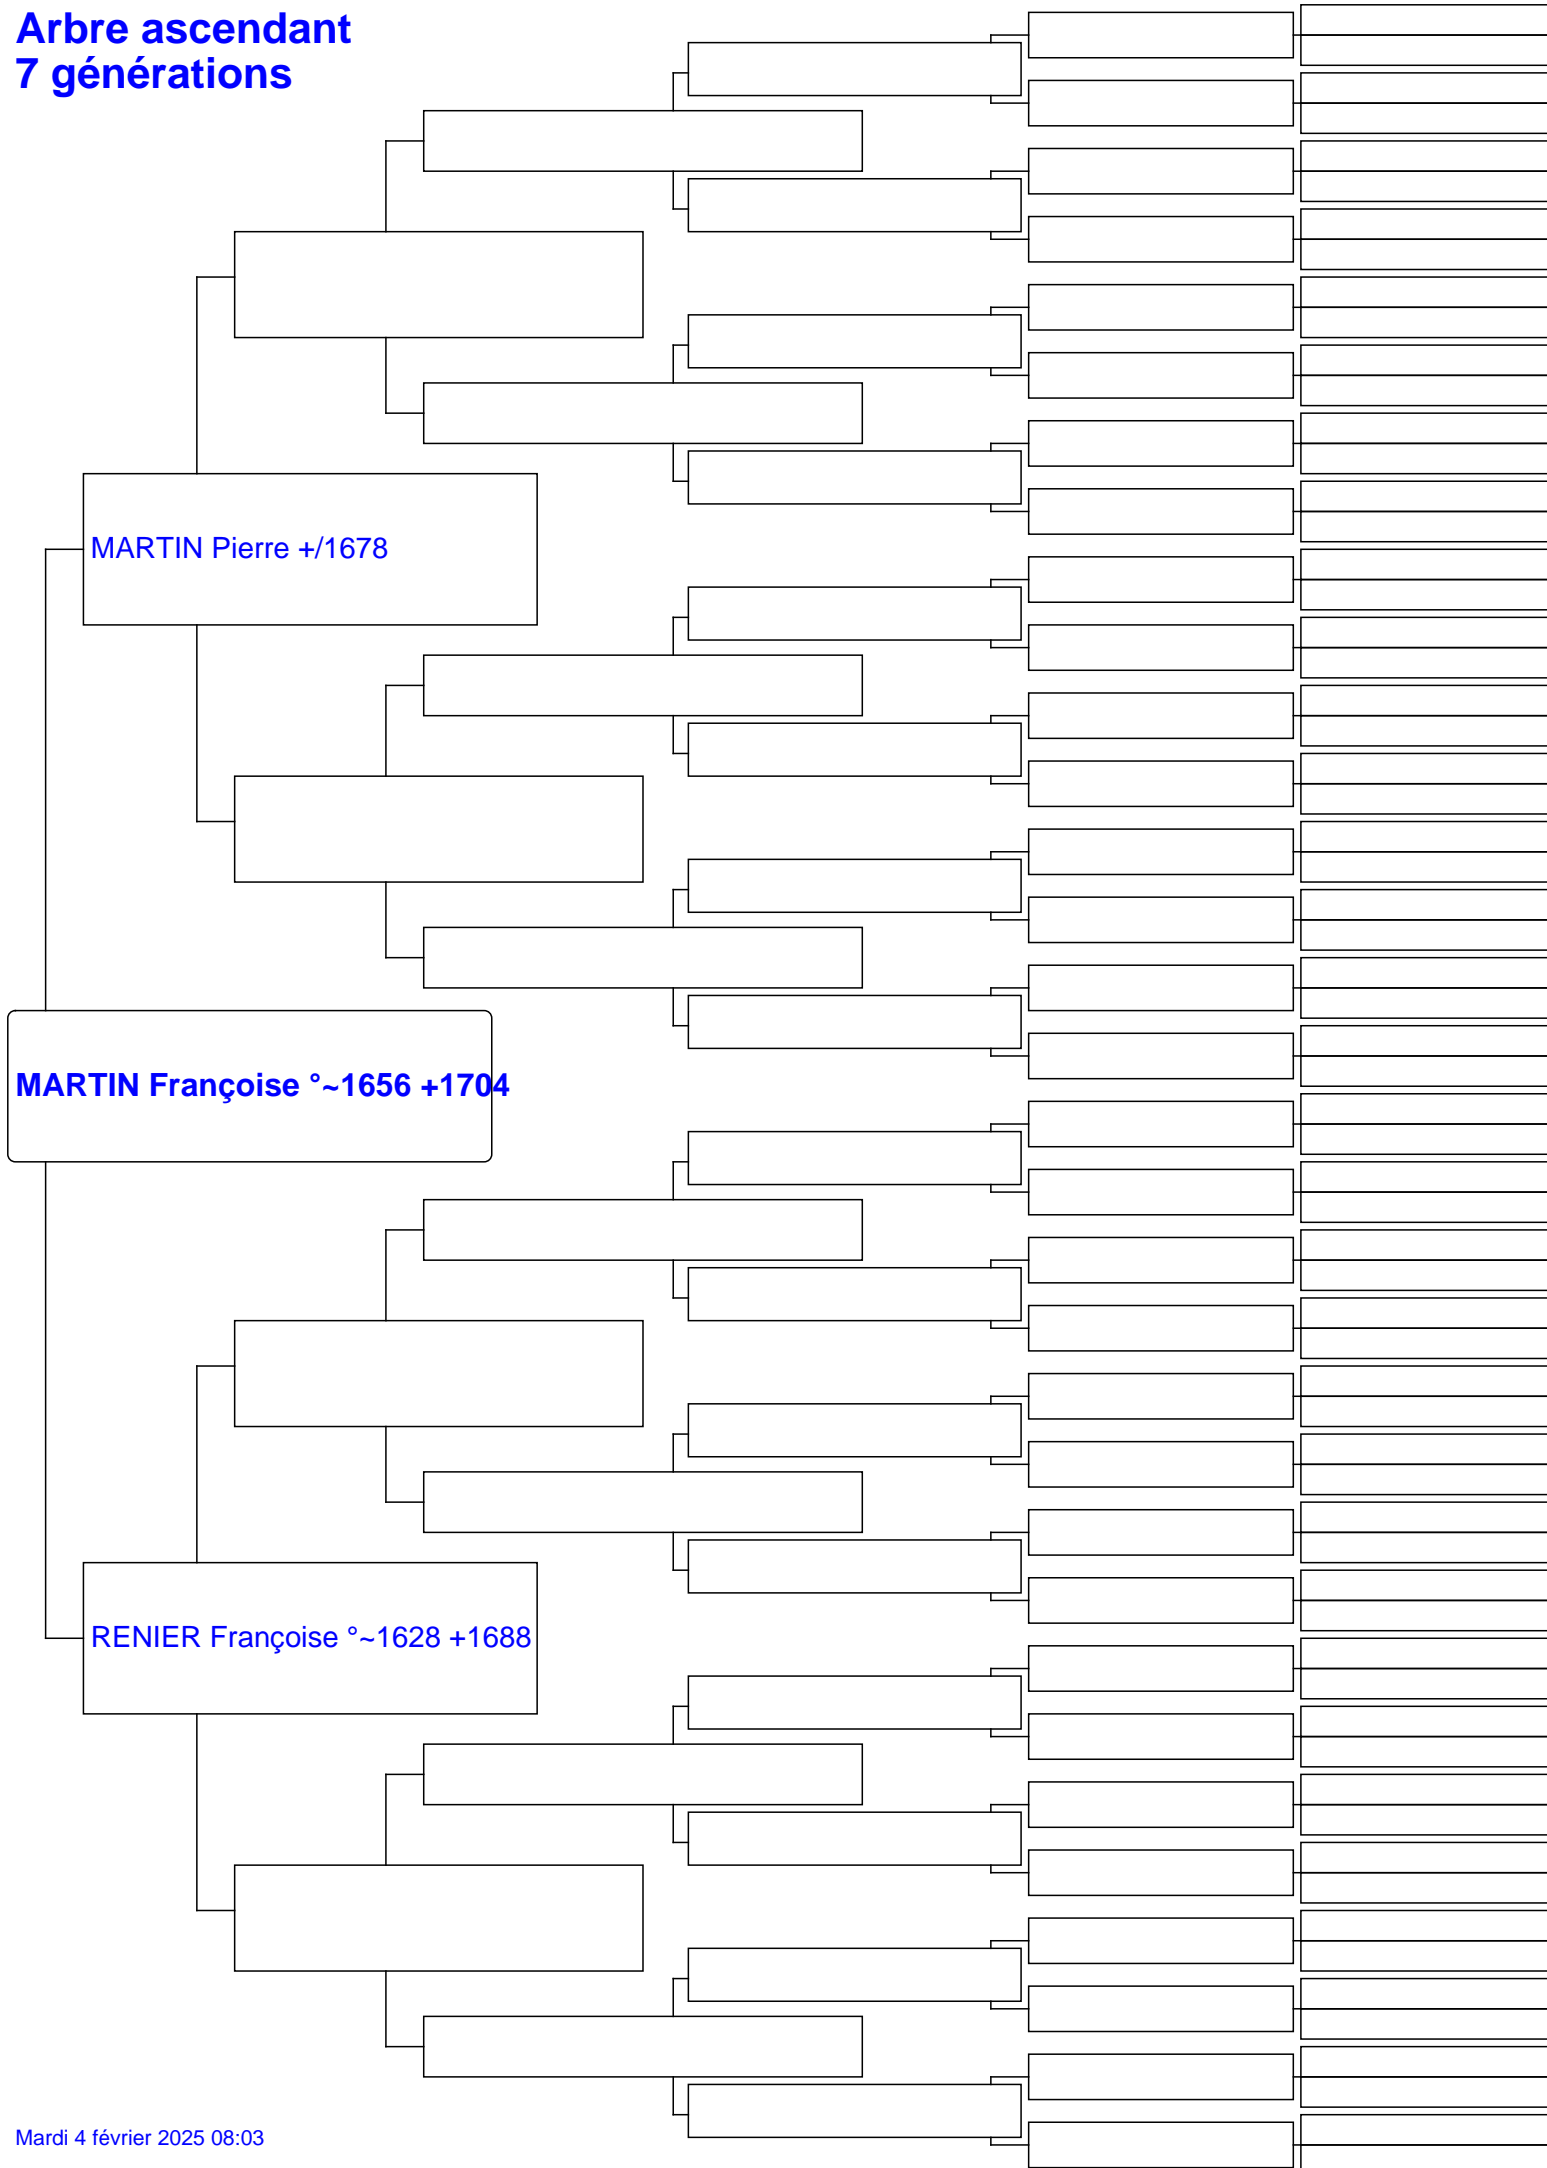 Arbre ascendant
7 générations
MARTIN Pierre +/1678
MARTIN Françoise °~1656 +1704
RENIER Françoise °~1628 +1688
Mardi 4 février 2025 08:03